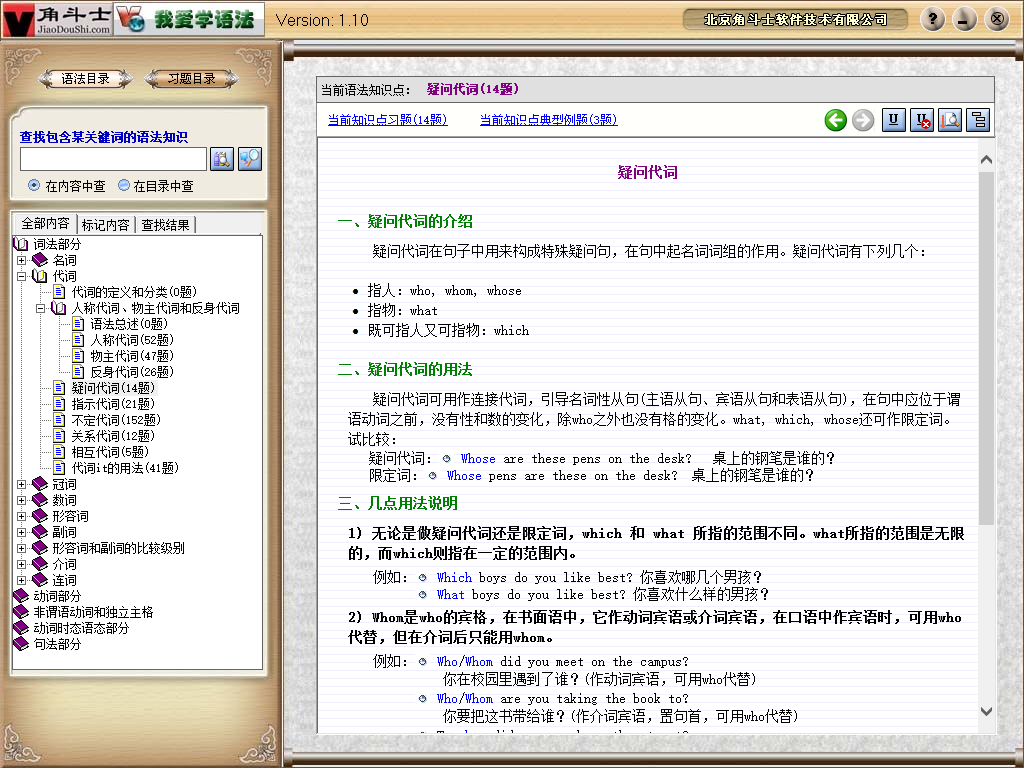 角斗士
JiaoDouShi.com
我爱学语法
Version: 1.10
北京角斗士软件技术有限公司
语法目录
习题目录
查找包含某关键词的语法知识
在内容中查
在目录中查
全部内容
标记内容
查找结果
词法部分
名词
代词
代词的定义和分类(0题)
人称代词、物主代词和反身代词
语法总述(0题)
人称代词(52题)
物主代词(47题)
反身代词(26题)
疑问代词(14题)
指示代词(21题)
不定代词(152题)
关系代词(12题)
相互代词(5题)
代词it的用法(41题)
冠词
数词
形容词
副词
形容词和副词的比较级别
介词
连词
动词部分
非谓语动词和独立主格
动词时态语态部分
句法部分
当前语法知识点: 疑问代词(14题)
当前知识点习题(14题) 当前知识点典型例题(3题)
疑问代词
一、疑问代词的介绍
疑问代词在句子中用来构成特殊疑问句，在句中起名词词组的作用。疑问代词有下列几个:
• 指人: who, whom, whose
• 指物: what
• 既可指人又可指物: which
二、疑问代词的用法
疑问代词可用作连接代词，引导名词性从句(主语从句、宾语从句和表语从句)，在句中应位于谓
语动词之前，没有性和数的变化，除who之外也没有格的变化。what, which, whose还可作限定词。
试比较:
疑问代词: Whose are these pens on the desk? 桌上的钢笔是谁的?
限定词: Whose pens are these on the desk? 桌上的钢笔是谁的?
三、几点用法说明
1) 无论是做疑问代词还是限定词，which 和 what 所指的范围不同。what所指的范围是无限
的，而which则指在一定的范围内。
例如: Which boys do you like best? 你喜欢哪几个男孩?
What boys do you like best? 你喜欢什么样的男孩?
2) Whom是who的宾格，在书面语中，它作动词宾语或介词宾语，在口语中作宾语时，可用who
代替，但在介词后只能用whom。
例如: Who/Whom did you meet on the campus?
你在校园里遇到了谁? (作动词宾语，可用who代替)
Who/Whom are you taking the book to?
你要把这书带给谁? (作介词宾语，置句首，可用who代替)